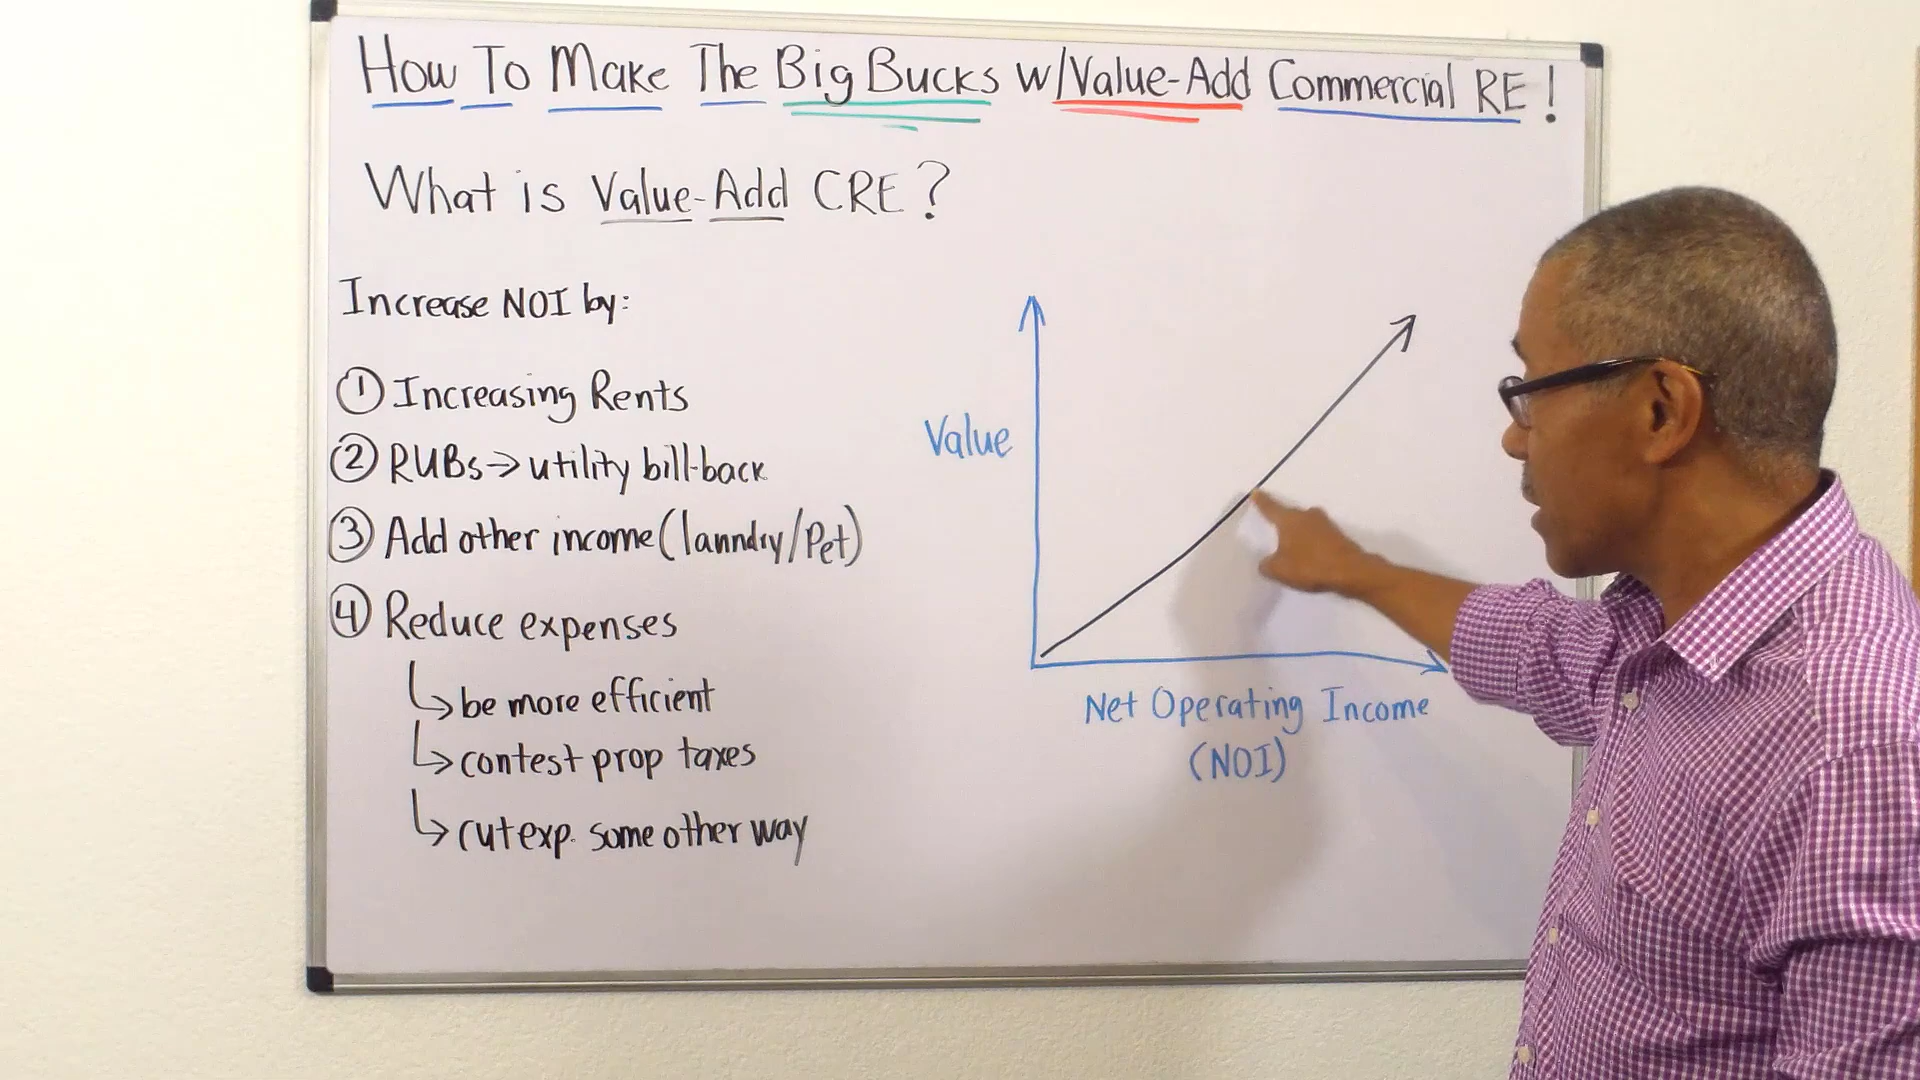 How To Make The Big Bucks w/Value-Add Commercial RE!
What is Value-Add CRE?
Increase NOI by:
① Increasing Rents
② RUBs→ utility bill-back
③ Add other income (lanndry/Pet)
④ Reduce expenses
↳ be more efficient
↳ contest prop taxes
↳ cut exp. some other way
Value
Net Operating Income
(NOI)